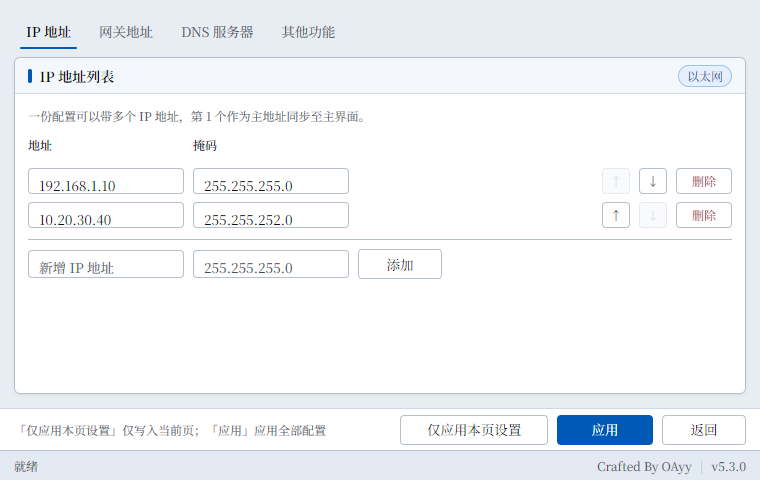 IP 地址 网关地址 DNS 服务器 其他功能
IP 地址列表 以太网
一份配置可以带多个 IP 地址，第 1 个作为主地址同步至主界面。
地址 掩码
192.168.1.10 255.255.255.0 ↑ ↓ 删除
10.20.30.40 255.255.252.0 ↑ ↓ 删除
新增 IP 地址 255.255.255.0 添加
「仅应用本页设置」仅写入当前页；「应用」应用全部配置 仅应用本页设置 应用 返回
就绪 Crafted By OAyy | v5.3.0